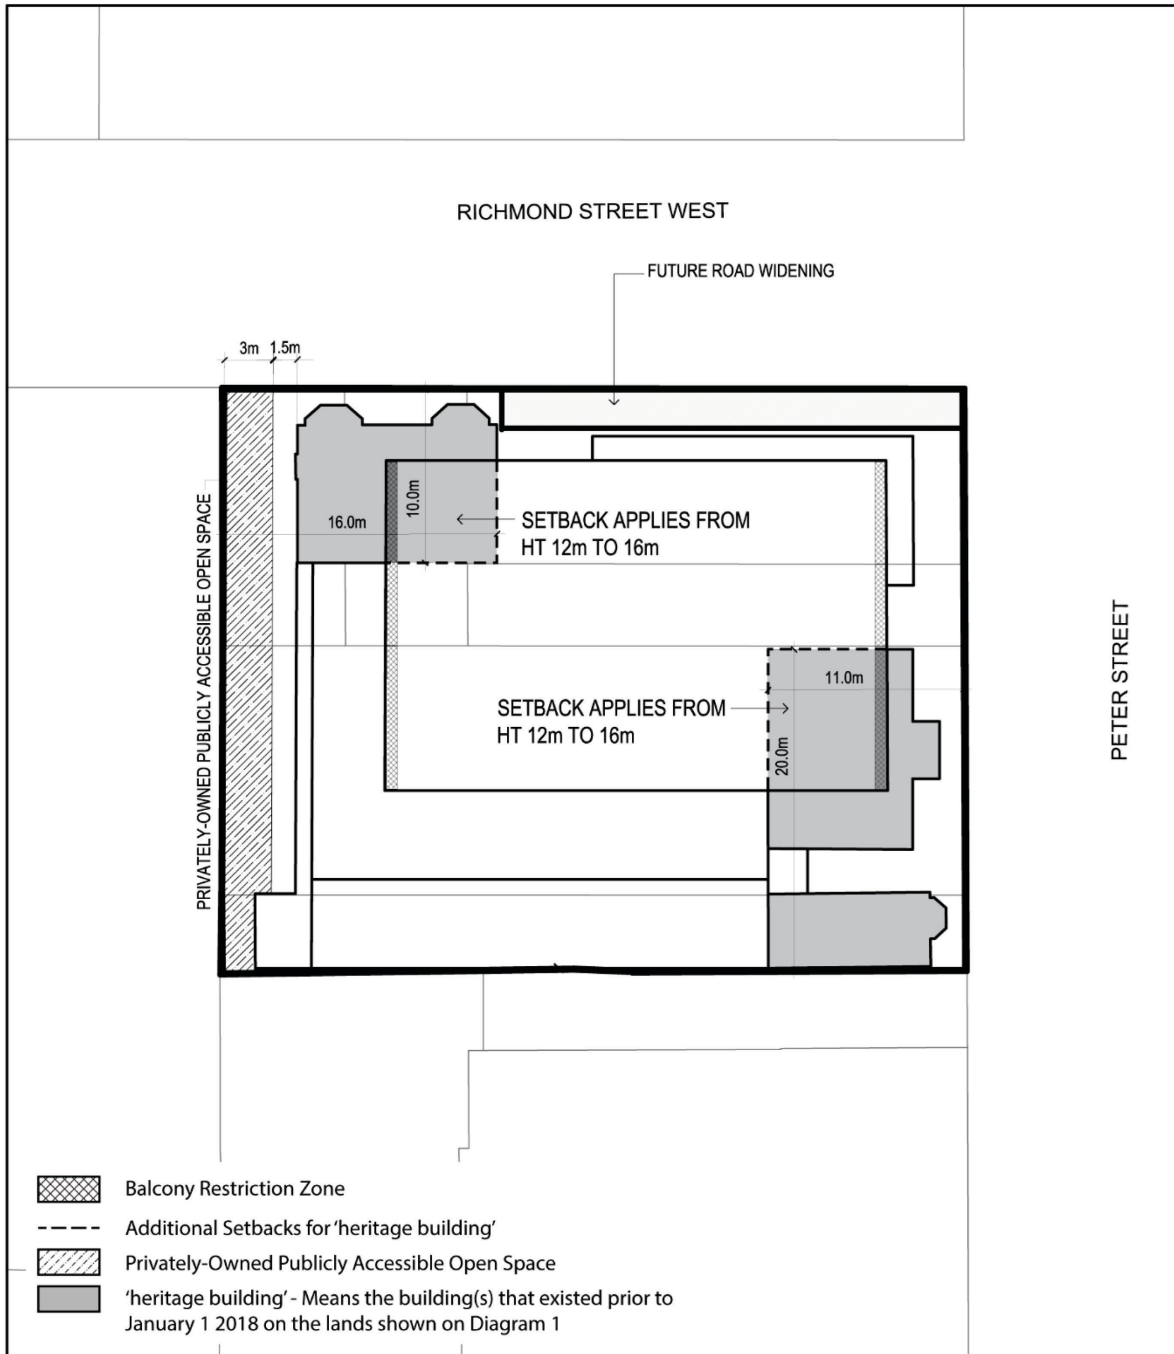 RICHMOND STREET WEST
FUTURE ROAD WIDENING
3m
1.5m
PRIVATELY-OWNED PUBLICLY ACCESSIBLE OPEN SPACE
16.0m
10.0m
SETBACK APPLIES FROM
HT 12m TO 16m
PETER STREET
11.0m
SETBACK APPLIES FROM
HT 12m TO 16m
20.0m
Balcony Restriction Zone
Additional Setbacks for 'heritage building'
Privately-Owned Publicly Accessible Open Space
'heritage building' - Means the building(s) that existed prior to
January 1 2018 on the lands shown on Diagram 1